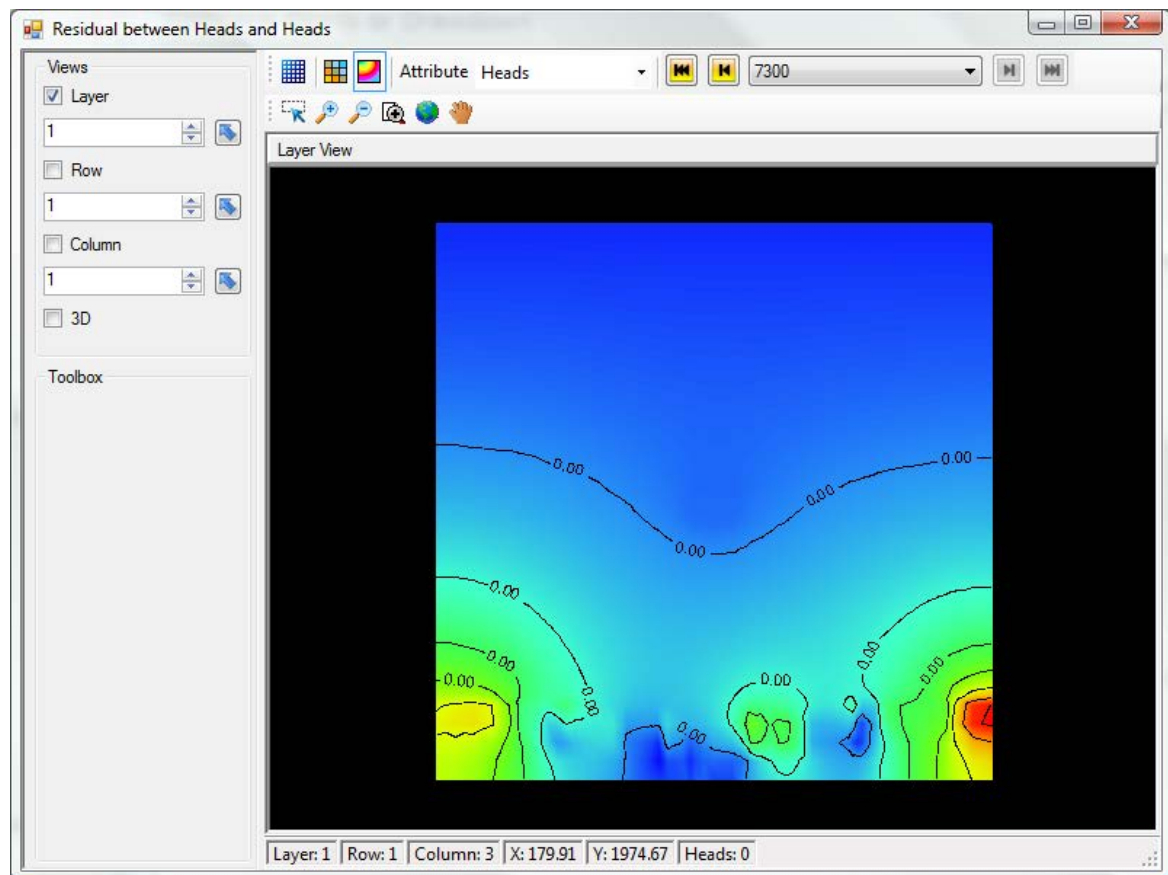 Residual between Heads and Heads
Views
Layer
1
Row
1
Column
1
3D
Toolbox
Attribute Heads
7300
Layer View
0.00
0.00
0.00
0.00
0.00
0.00
0.00
0.00
0.00
0.00
0.00
0.00
Layer: 1 Row: 1 Column: 3 X: 179.91 Y: 1974.67 Heads: 0